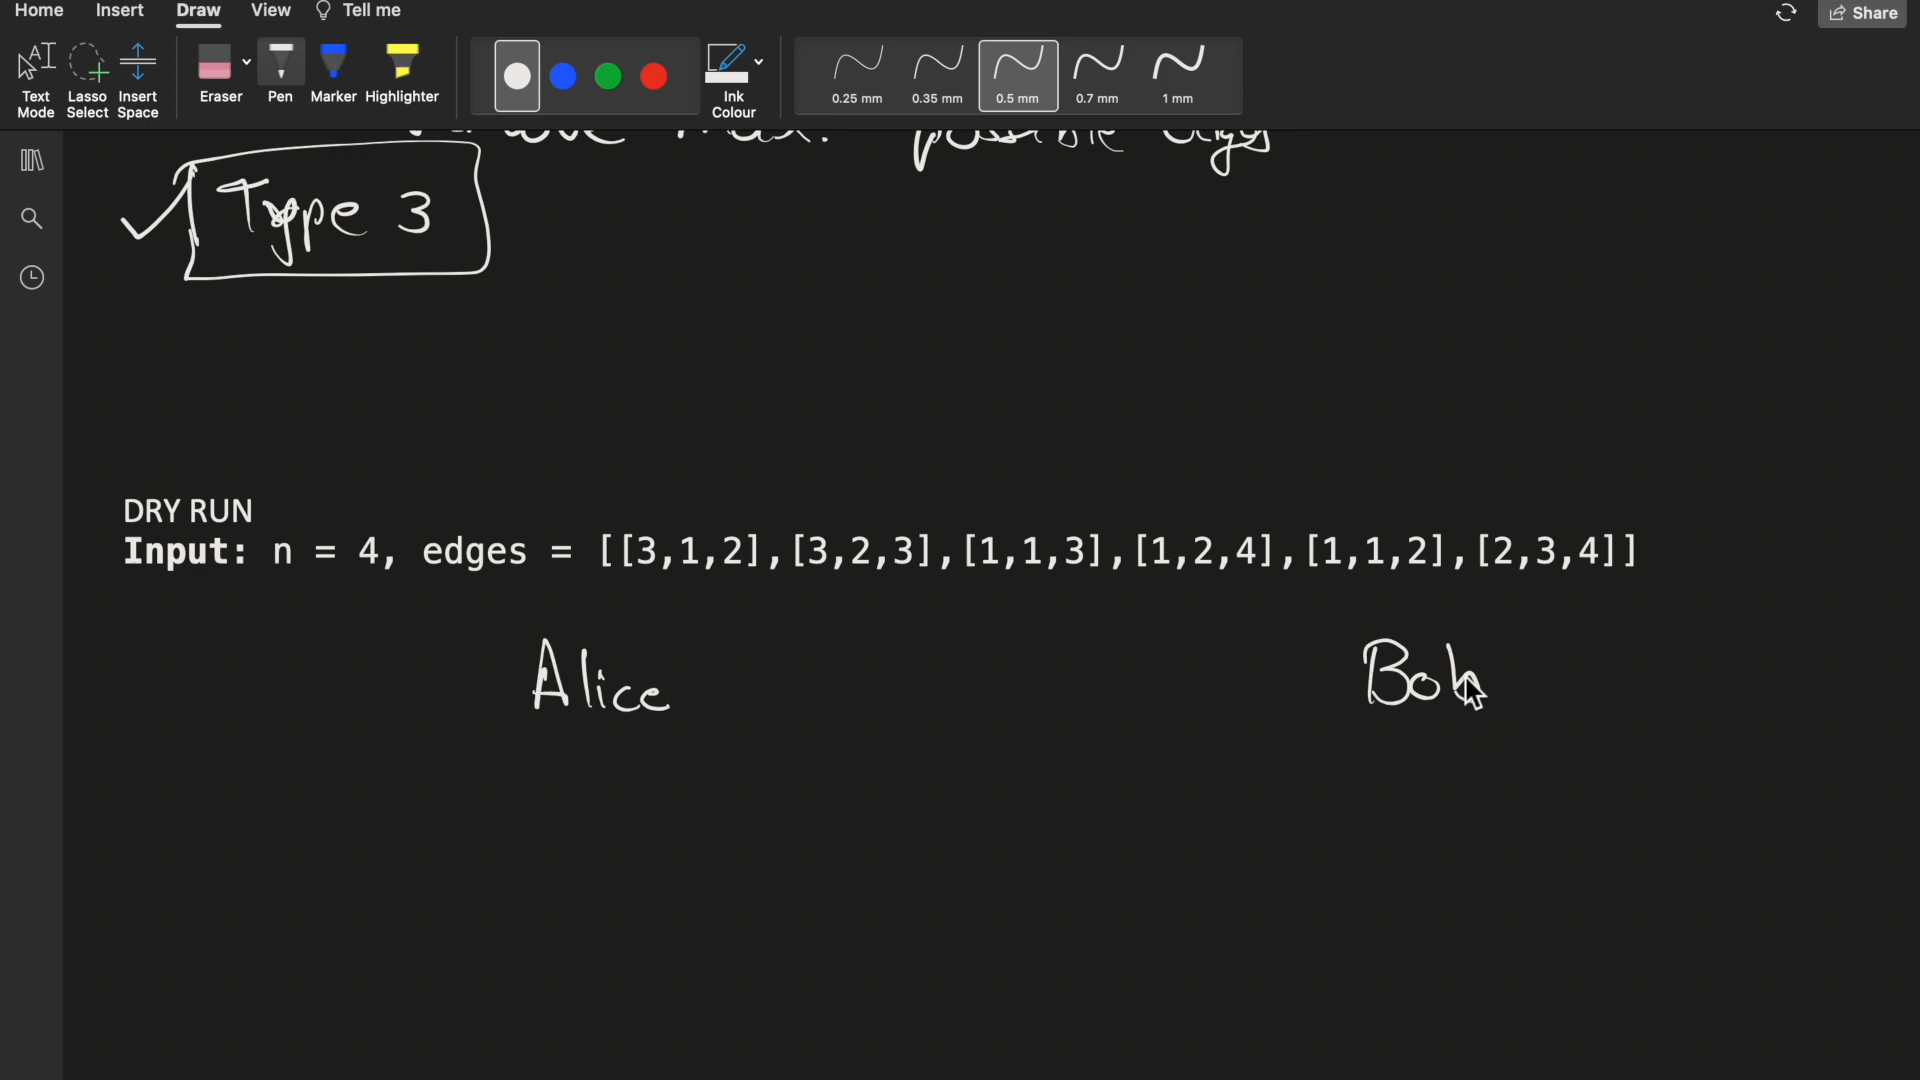 Home Insert Draw View Tell me Share
Text Mode Lasso Select Insert Space Eraser Pen Marker Highlighter Ink Colour 0.25 mm 0.35 mm 0.5 mm 0.7 mm 1 mm
max. possible edges
Type 3
DRY RUN
Input: n = 4, edges = [[3,1,2],[3,2,3],[1,1,3],[1,2,4],[1,1,2],[2,3,4]]
Alice Bob